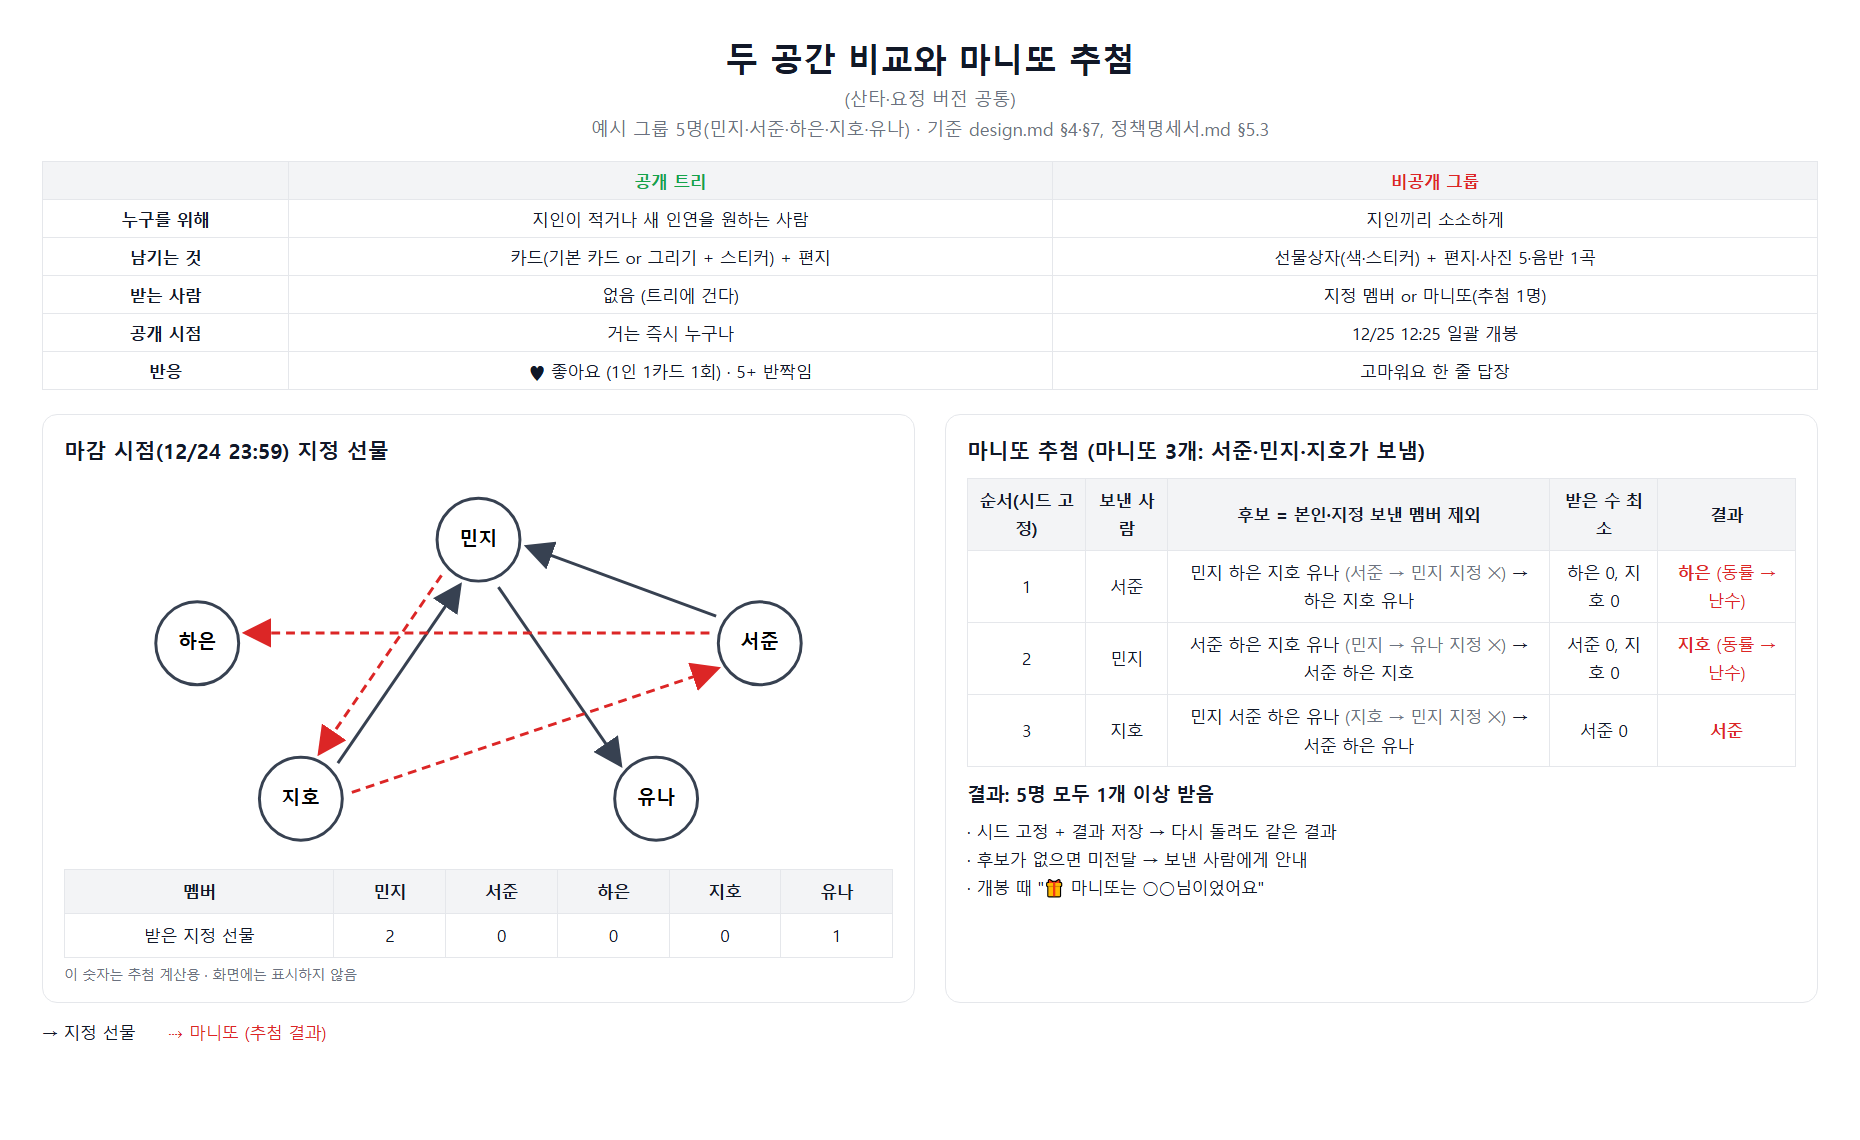 두 공간 비교와 마니또 추첨
(산타·요정 버전 공통)
예시 그룹 5명(민지·서준·하은·지호·유나) · 기준 design.md §4·§7, 정책명세서.md §5.3
공개 트리 비공개 그룹
누구를 위해 지인이 적거나 새 인연을 원하는 사람 지인끼리 소소하게
남기는 것 카드(기본 카드 or 그리기 + 스티커) + 편지 선물상자(색·스티커) + 편지·사진 5·음반 1곡
받는 사람 없음 (트리에 건다) 지정 멤버 or 마니또(추첨 1명)
공개 시점 거는 즉시 누구나 12/25 12:25 일괄 개봉
반응 ♥ 좋아요 (1인 1카드 1회) · 5+ 반짝임 고마워요 한 줄 답장
마감 시점(12/24 23:59) 지정 선물
민지
하은
서준
지호
유나
멤버 민지 서준 하은 지호 유나
받은 지정 선물 2 0 0 0 1
이 숫자는 추첨 계산용 · 화면에는 표시하지 않음
마니또 추첨 (마니또 3개: 서준·민지·지호가 보냄)
순서(시드 고
정)
보낸 사
람
후보 = 본인·지정 보낸 멤버 제외
받은 수 최
소
결과
1
서준
민지 하은 지호 유나 (서준 → 민지 지정 ✕) →
하은 지호 유나
하은 0, 지
호 0
하은 (동률 →
난수)
2
민지
서준 하은 지호 유나 (민지 → 유나 지정 ✕) →
서준 하은 지호
서준 0, 지
호 0
지호 (동률 →
난수)
3
지호
민지 서준 하은 유나 (지호 → 민지 지정 ✕) →
서준 하은 유나
서준 0
서준
결과: 5명 모두 1개 이상 받음
· 시드 고정 + 결과 저장 → 다시 돌려도 같은 결과
· 후보가 없으면 미전달 → 보낸 사람에게 안내
· 개봉 때 "🎁 마니또는 ○○님이었어요"
→ 지정 선물 ⇢ 마니또 (추첨 결과)